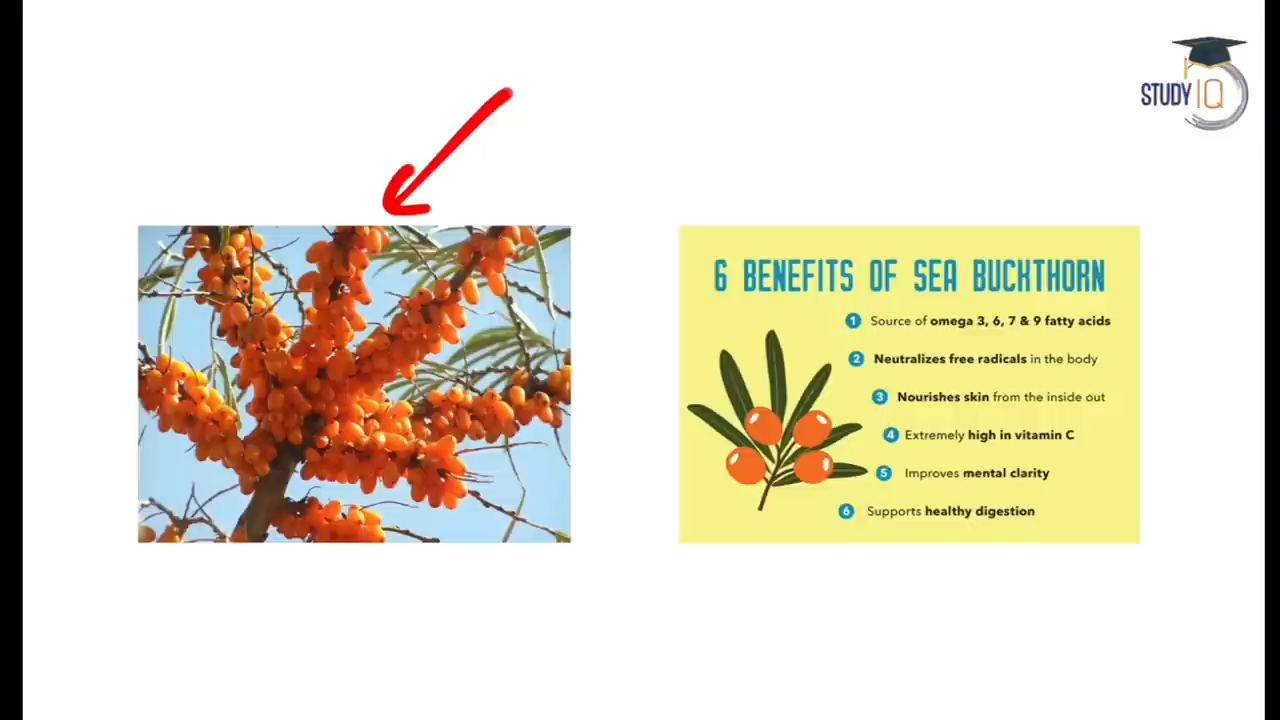 STUDY IQ
6 BENEFITS OF SEA BUCKTHORN
1 Source of omega 3, 6, 7 & 9 fatty acids
2 Neutralizes free radicals in the body
3 Nourishes skin from the inside out
4 Extremely high in vitamin C
5 Improves mental clarity
6 Supports healthy digestion